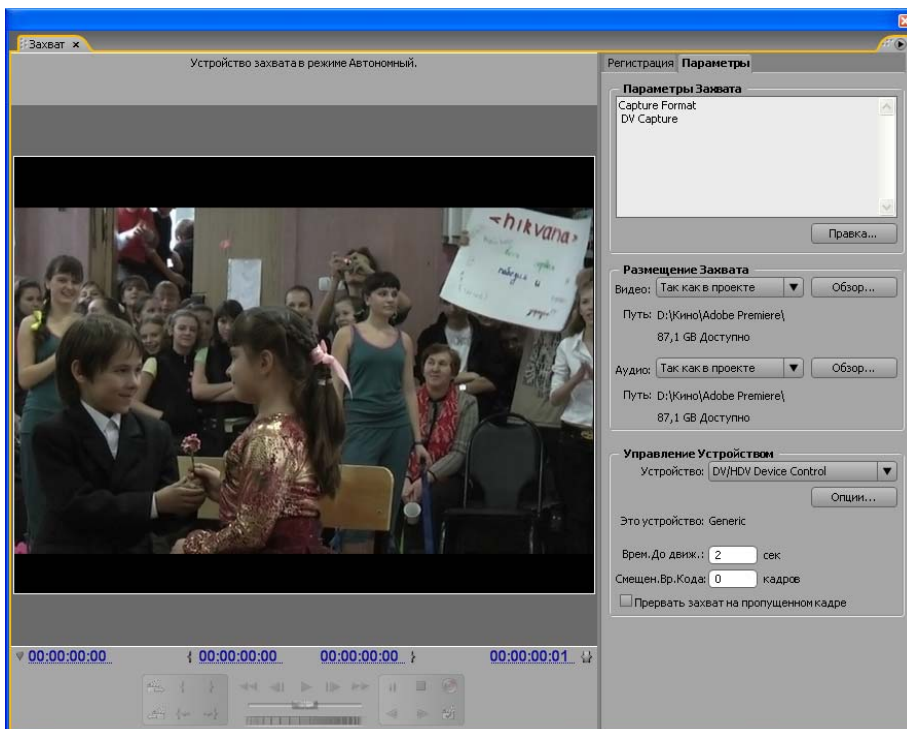 Захват ×
Устройство захвата в режиме Автономный.
Регистрация Параметры
Параметры Захвата
Capture Format
DV Capture
Правка...
Размещение Захвата
Видео: Так как в проекте Обзор...
Путь: D:\Кино\Adobe Premiere\
87,1 GB Доступно
Аудио: Так как в проекте Обзор...
Путь: D:\Кино\Adobe Premiere\
87,1 GB Доступно
Управление Устройством
Устройство: DV/HDV Device Control
Опции...
Это устройство: Generic
Врем.До движ.: 2 сек
Смещен.Вр.Кода: 0 кадров
Прервать захват на пропущенном кадре
<nikvana>
00:00:00:00 { 00:00:00:00 00:00:00:00 } 00:00:00:01